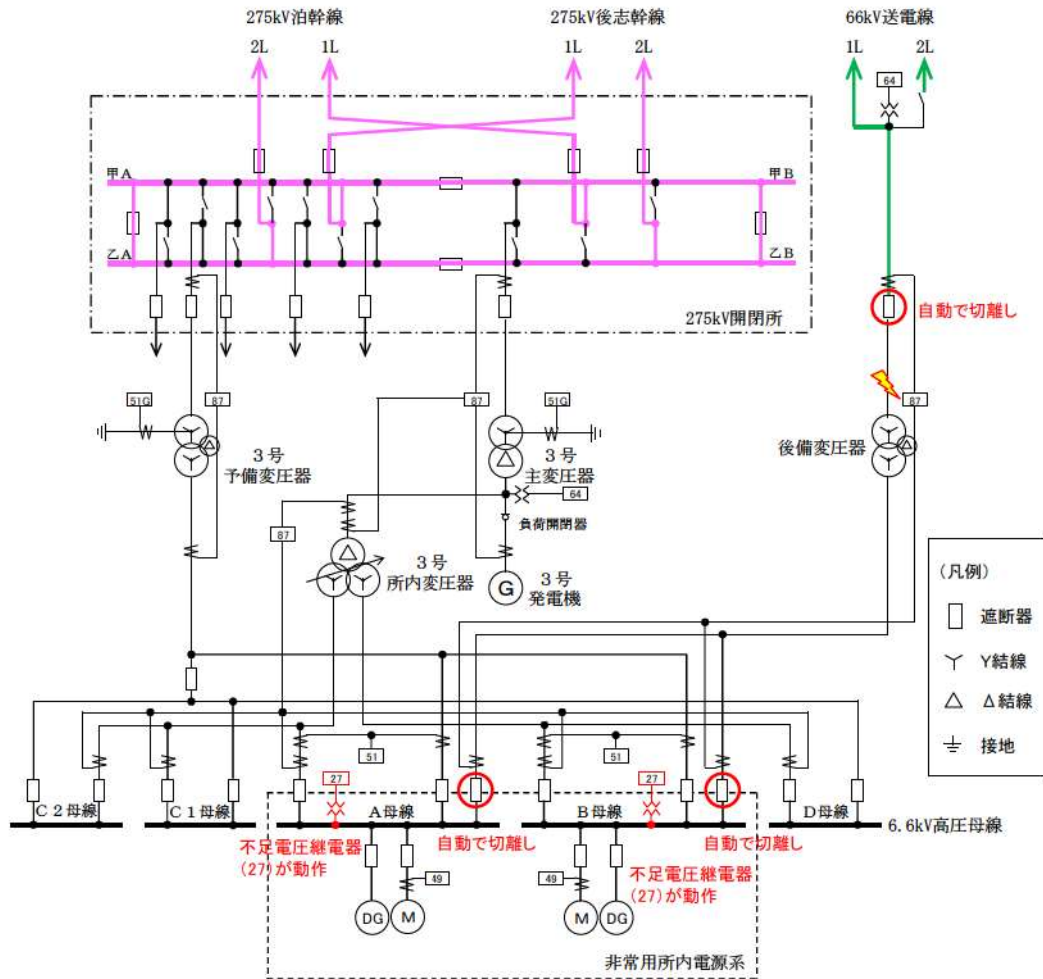 275kV泊幹線
275kV後志幹線
66kV送電線
2L
1L
1L
2L
1L
2L
64
甲A
甲B
乙A
乙B
275kV開閉所
自動で切離し
51G
87
87
51G
87
3号
予備変圧器
3号
主変圧器
後備変圧器
64
負荷開閉器
87
3号
所内変圧器
G
3号
発電機
(凡例)
遮断器
Y結線
Δ結線
接地
51
51
27
27
C2母線
C1母線
A母線
B母線
D母線
6.6kV高圧母線
不足電圧継電器
(27)が動作
自動で切離し
自動で切離し
不足電圧継電器
(27)が動作
49
49
DG
M
M
DG
非常用所内電源系